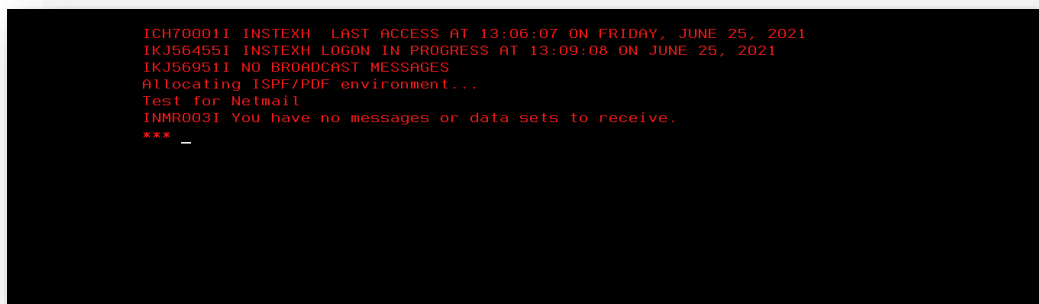 ICH70001I INSTEXH  LAST ACCESS AT 13:06:07 ON FRIDAY, JUNE 25, 2021
IKJ56455I INSTEXH LOGON IN PROGRESS AT 13:09:08 ON JUNE 25, 2021
IKJ56951I NO BROADCAST MESSAGES
Allocating ISPF/PDF environment...
Test for Netmail
INMR003I You have no messages or data sets to receive.
*** _